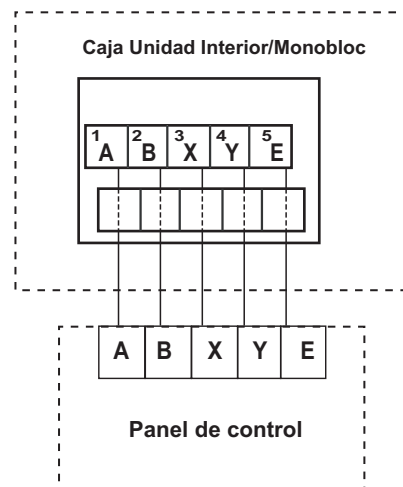 Caja Unidad Interior/Monobloc
1 2 3 4 5
A B X Y E
A B X Y E
Panel de control